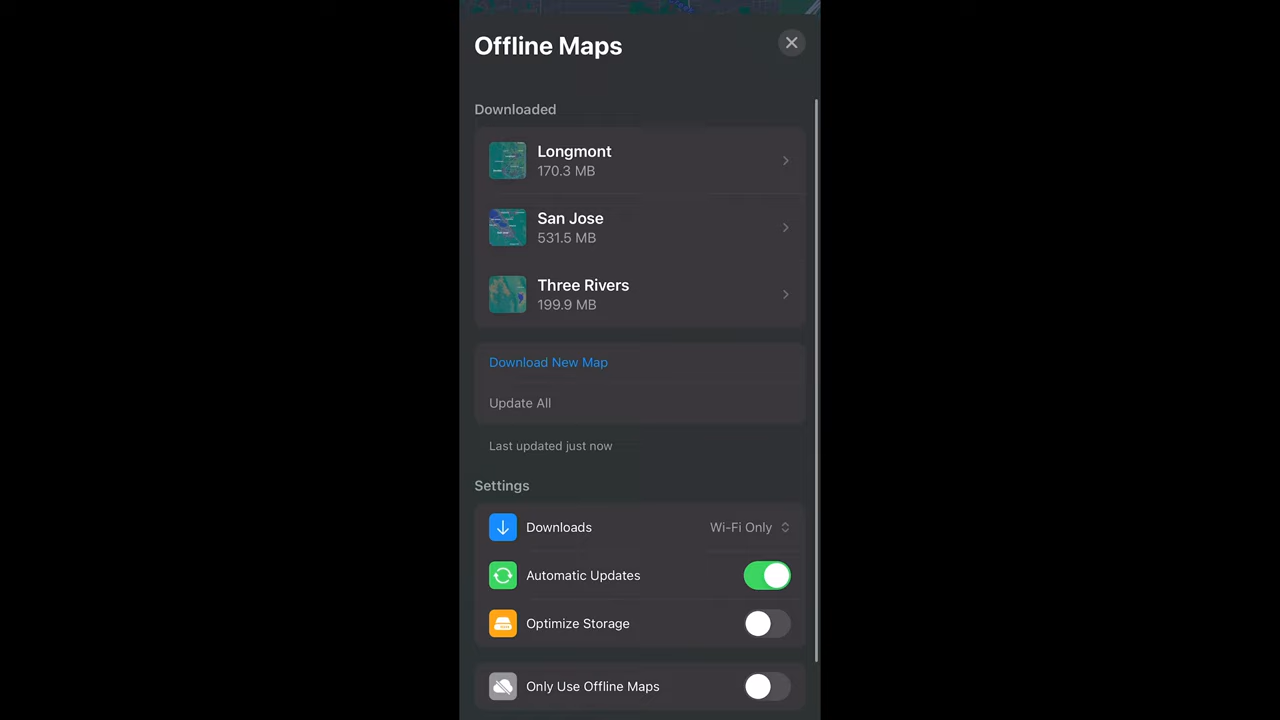 Offline Maps
Downloaded
Longmont
170.3 MB
San Jose
531.5 MB
Three Rivers
199.9 MB
Download New Map
Update All
Last updated just now
Settings
Downloads Wi-Fi Only
Automatic Updates
Optimize Storage
Only Use Offline Maps